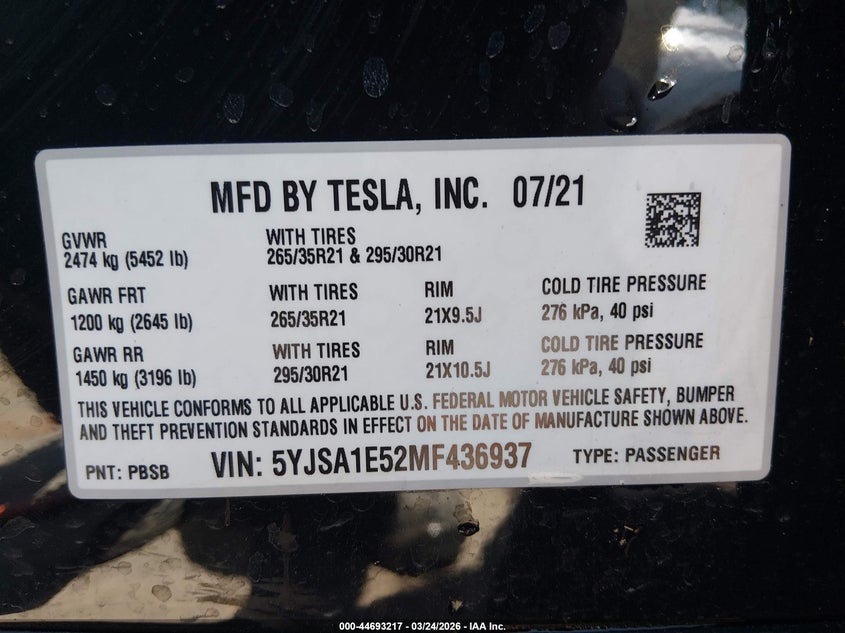 MFD BY TESLA, INC. 07/21
GVWR WITH TIRES
2474 kg (5452 lb) 265/35R21 & 295/30R21
GAWR FRT WITH TIRES RIM COLD TIRE PRESSURE
1200 kg (2645 lb) 265/35R21 21X9.5J 276 kPa, 40 psi
GAWR RR WITH TIRES RIM COLD TIRE PRESSURE
1450 kg (3196 lb) 295/30R21 21X10.5J 276 kPa, 40 psi
THIS VEHICLE CONFORMS TO ALL APPLICABLE U.S. FEDERAL MOTOR VEHICLE SAFETY, BUMPER
AND THEFT PREVENTION STANDARDS IN EFFECT ON THE DATE OF MANUFACTURE SHOWN ABOVE.
PNT: PBSB VIN: 5YJSA1E52MF436937 TYPE: PASSENGER
000-44693217 - 03/24/2026 - IAA Inc.